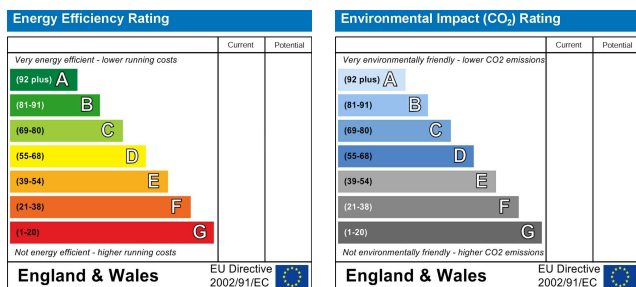 Energy Efficiency Rating
Current Potential
Very energy efficient - lower running costs
(92 plus) A
(81-91) B
(69-80) C
(55-68) D
(39-54) E
(21-38) F
(1-20) G
Not energy efficient - higher running costs
England & Wales
EU Directive
2002/91/EC
Environmental Impact (CO₂) Rating
Current Potential
Very environmentally friendly - lower CO2 emissions
(92 plus) A
(81-91) B
(69-80) C
(55-68) D
(39-54) E
(21-38) F
(1-20) G
Not environmentally friendly - higher CO2 emissions
England & Wales
EU Directive
2002/91/EC